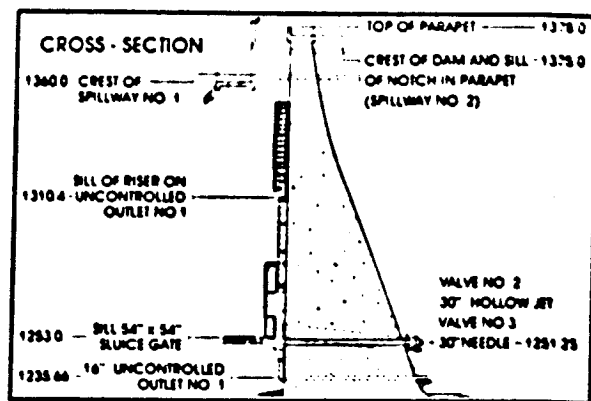 CROSS - SECTION
TOP OF PARAPET 1378.0
CREST OF DAM AND SILL 1375.0
OF NOTCH IN PARAPET
(SPILLWAY NO. 2)
1360.0 CREST OF
SPILLWAY NO. 1
SILL OF RISER ON
1310.4 - UNCONTROLLED
OUTLET NO 1
VALVE NO. 2
30" HOLLOW JET
VALVE NO 3
30" NEEDLE - 1251.25
1253.0 SILL 54" x 54"
SLUICE GATE
1235.66 - 16" UNCONTROLLED
OUTLET NO. 1